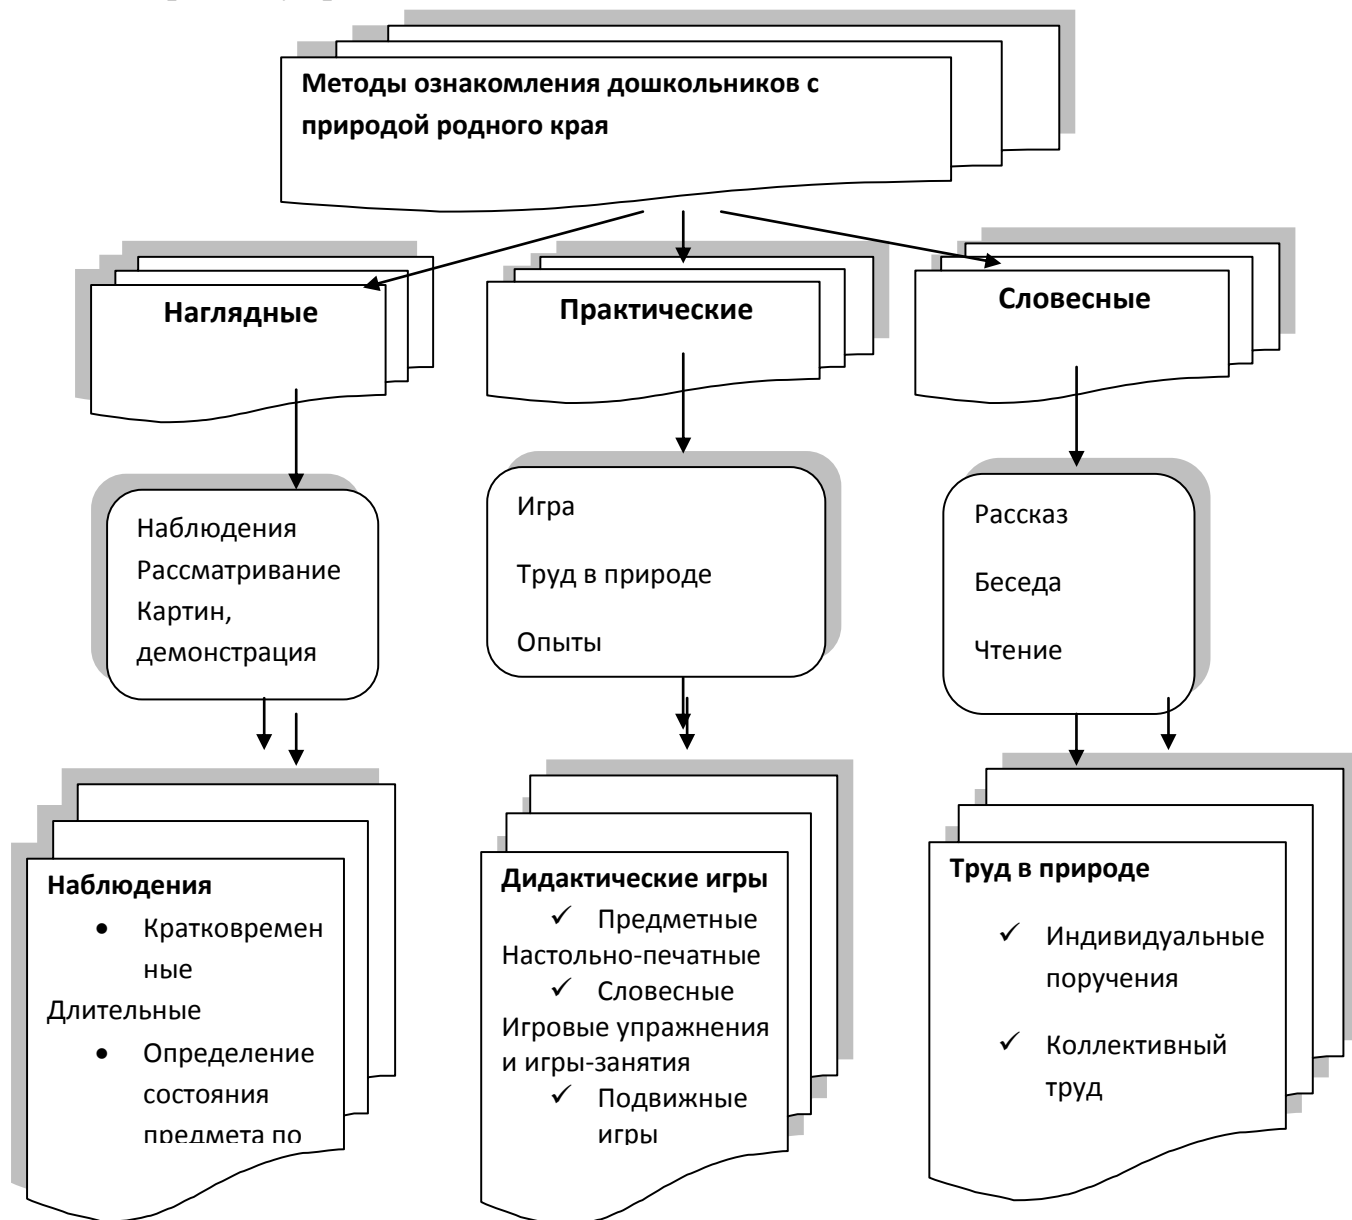 Методы ознакомления дошкольников с
природой родного края
Наглядные
Практические
Словесные
Наблюдения
Рассматривание
Картин,
демонстрация
Игра
Труд в природе
Опыты
Рассказ
Беседа
Чтение
Наблюдения
• Кратковремен
ные
Длительные
• Определение
состояния
предмета по
Дидактические игры
✓ Предметные
Настольно-печатные
✓ Словесные
Игровые упражнения
и игры-занятия
✓ Подвижные
игры
Труд в природе
✓ Индивидуальные
поручения
✓ Коллективный
труд